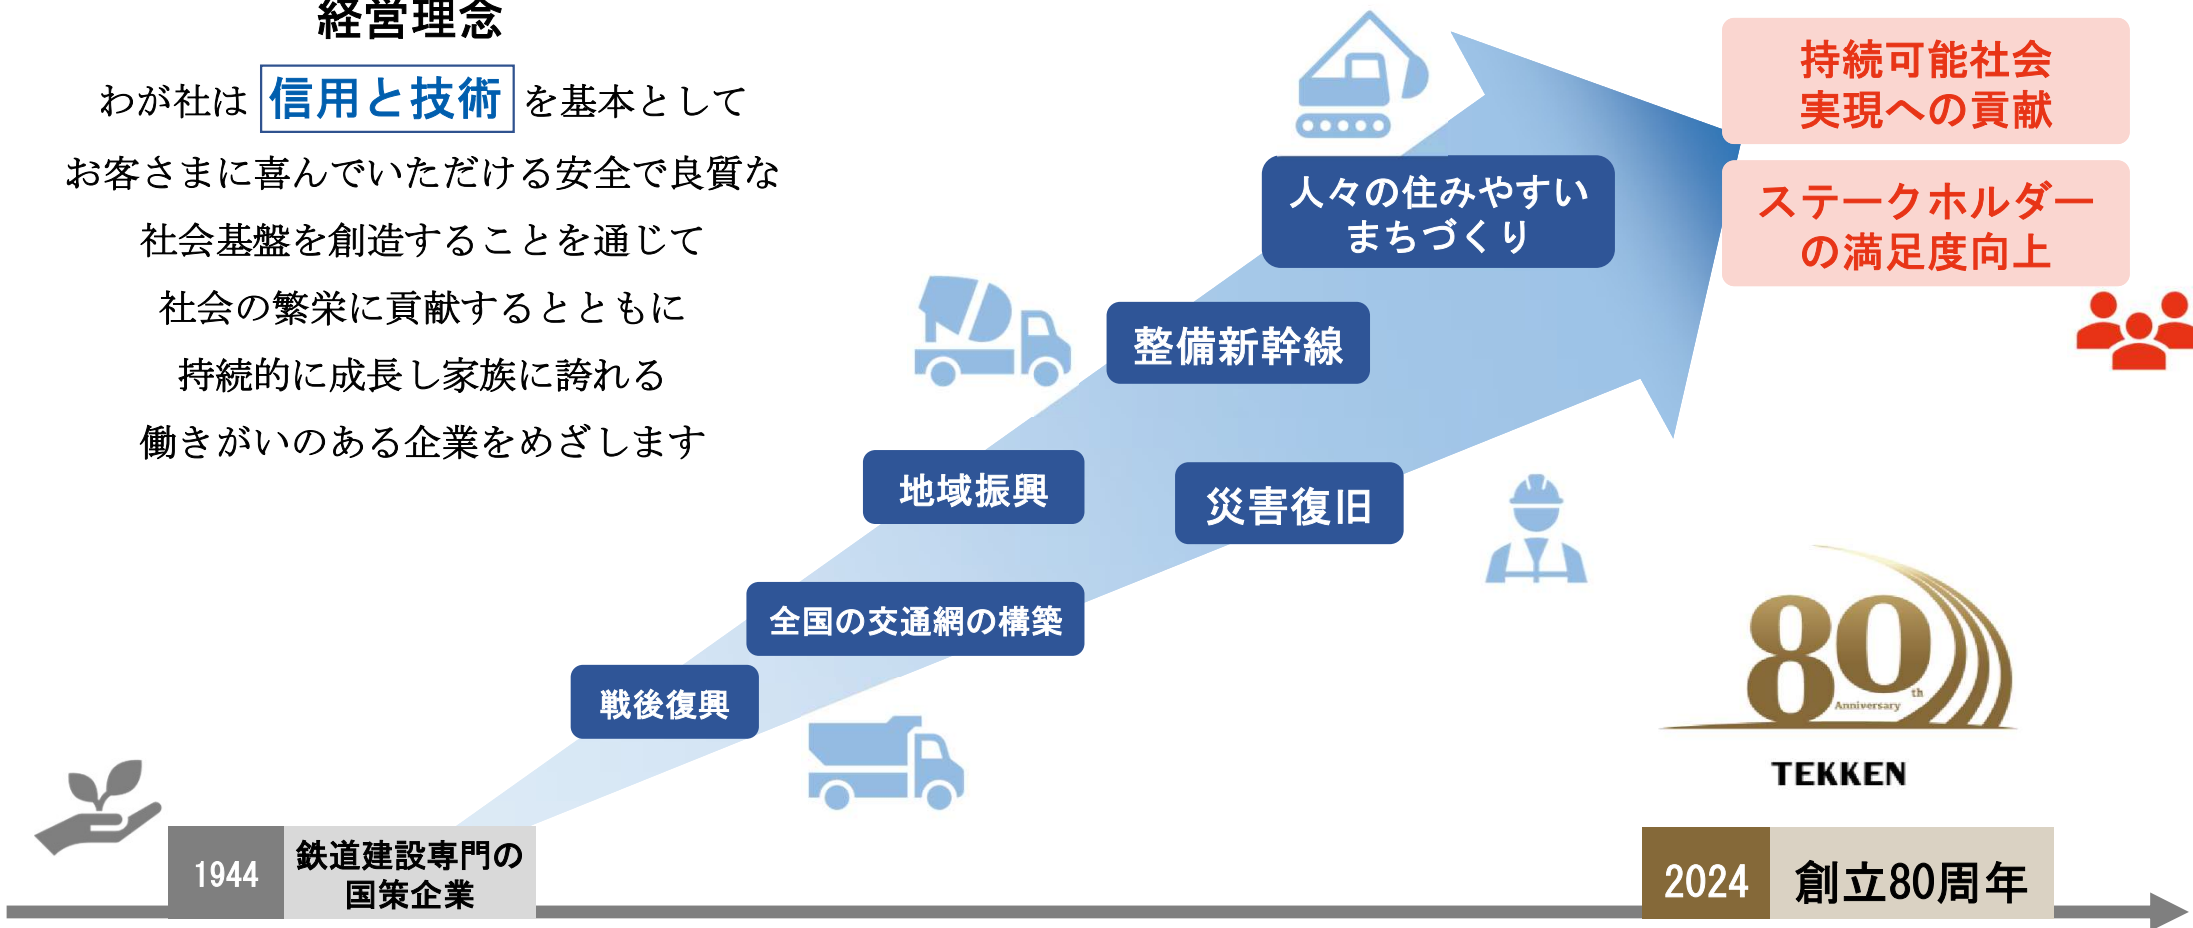 経営理念
わが社は 信用と技術 を基本として
お客さまに喜んでいただける安全で良質な
社会基盤を創造することを通じて
社会の繁栄に貢献するとともに
持続的に成長し家族に誇れる
働きがいのある企業をめざします
持続可能社会
実現への貢献
ステークホルダー
の満足度向上
人々の住みやすい
まちづくり
整備新幹線
地域振興
災害復旧
全国の交通網の構築
戦後復興
80th
Anniversary
TEKKEN
1944
鉄道建設専門の
国策企業
2024
創立80周年